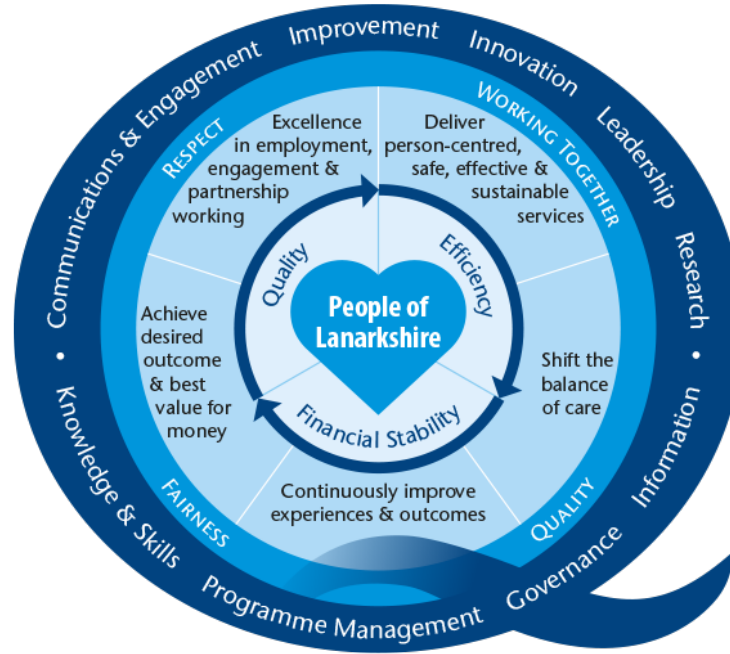 Communications & Engagement
Improvement
Innovation
Leadership
Research
•
Information
Governance
Programme Management
Knowledge & Skills
•
RESPECT
WORKING TOGETHER
QUALITY
FAIRNESS
Excellence
in employment,
engagement &
partnership
working
Deliver
person-centred,
safe, effective &
sustainable
services
Shift the
balance
of care
Continuously improve
experiences & outcomes
Achieve
desired
outcome
& best
value for
money
Quality
Efficiency
Financial Stability
People of
Lanarkshire